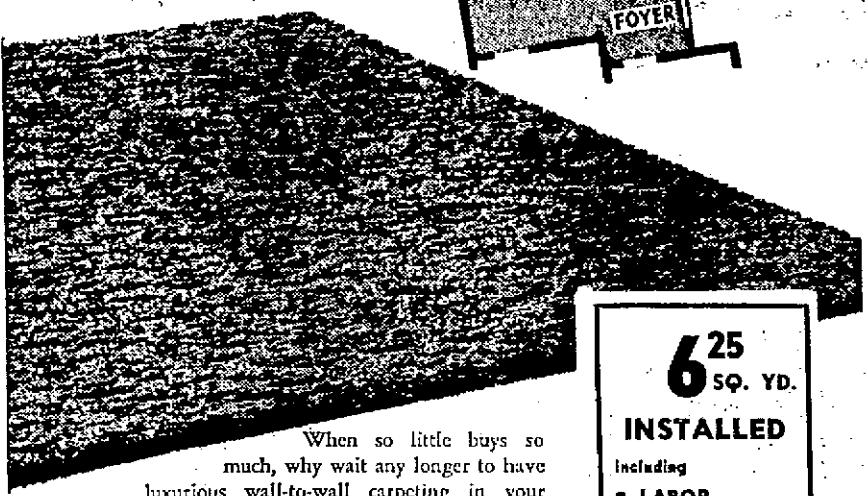 FOYER
6 25
SQ. YD.
INSTALLED
Including
LABOR
When so little buys so
much, why wait any longer to have
luxurious wall-to-wall carpeting in your